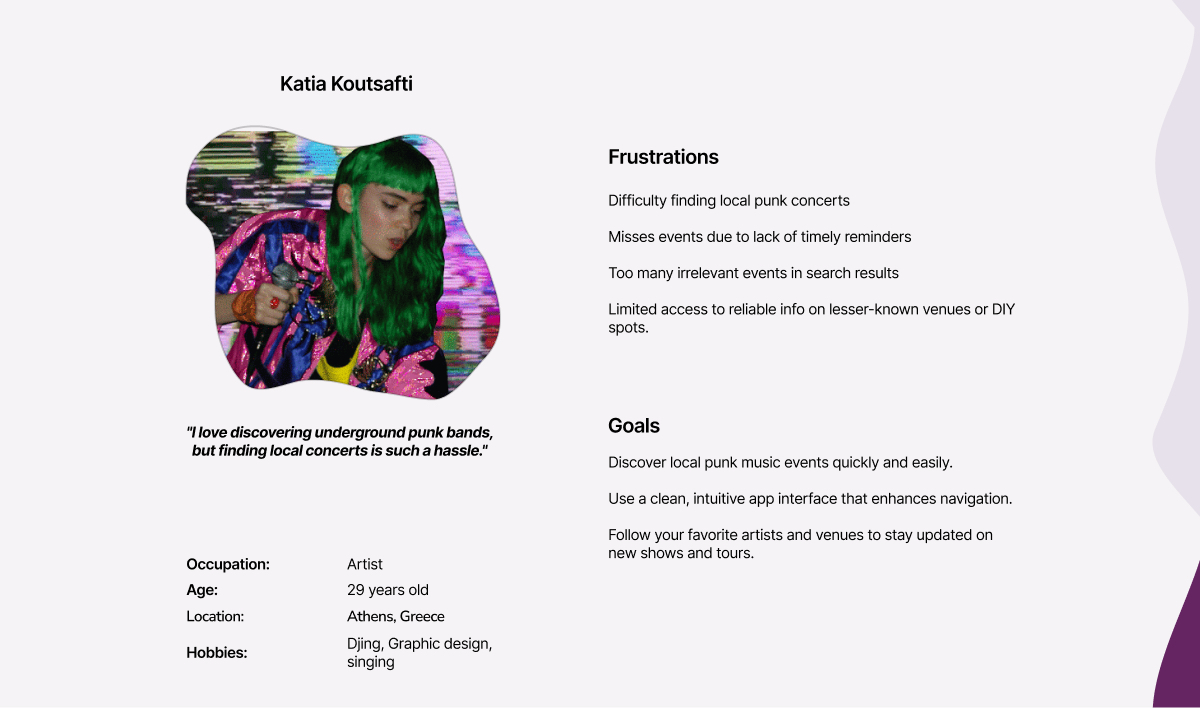 Katia Koutsafti
"I love discovering underground punk bands,
but finding local concerts is such a hassle."
Occupation: Artist
Age: 29 years old
Location: Athens, Greece
Hobbies: Djing, Graphic design,
singing
Frustrations
Difficulty finding local punk concerts
Misses events due to lack of timely reminders
Too many irrelevant events in search results
Limited access to reliable info on lesser-known venues or DIY
spots.
Goals
Discover local punk music events quickly and easily.
Use a clean, intuitive app interface that enhances navigation.
Follow your favorite artists and venues to stay updated on
new shows and tours.